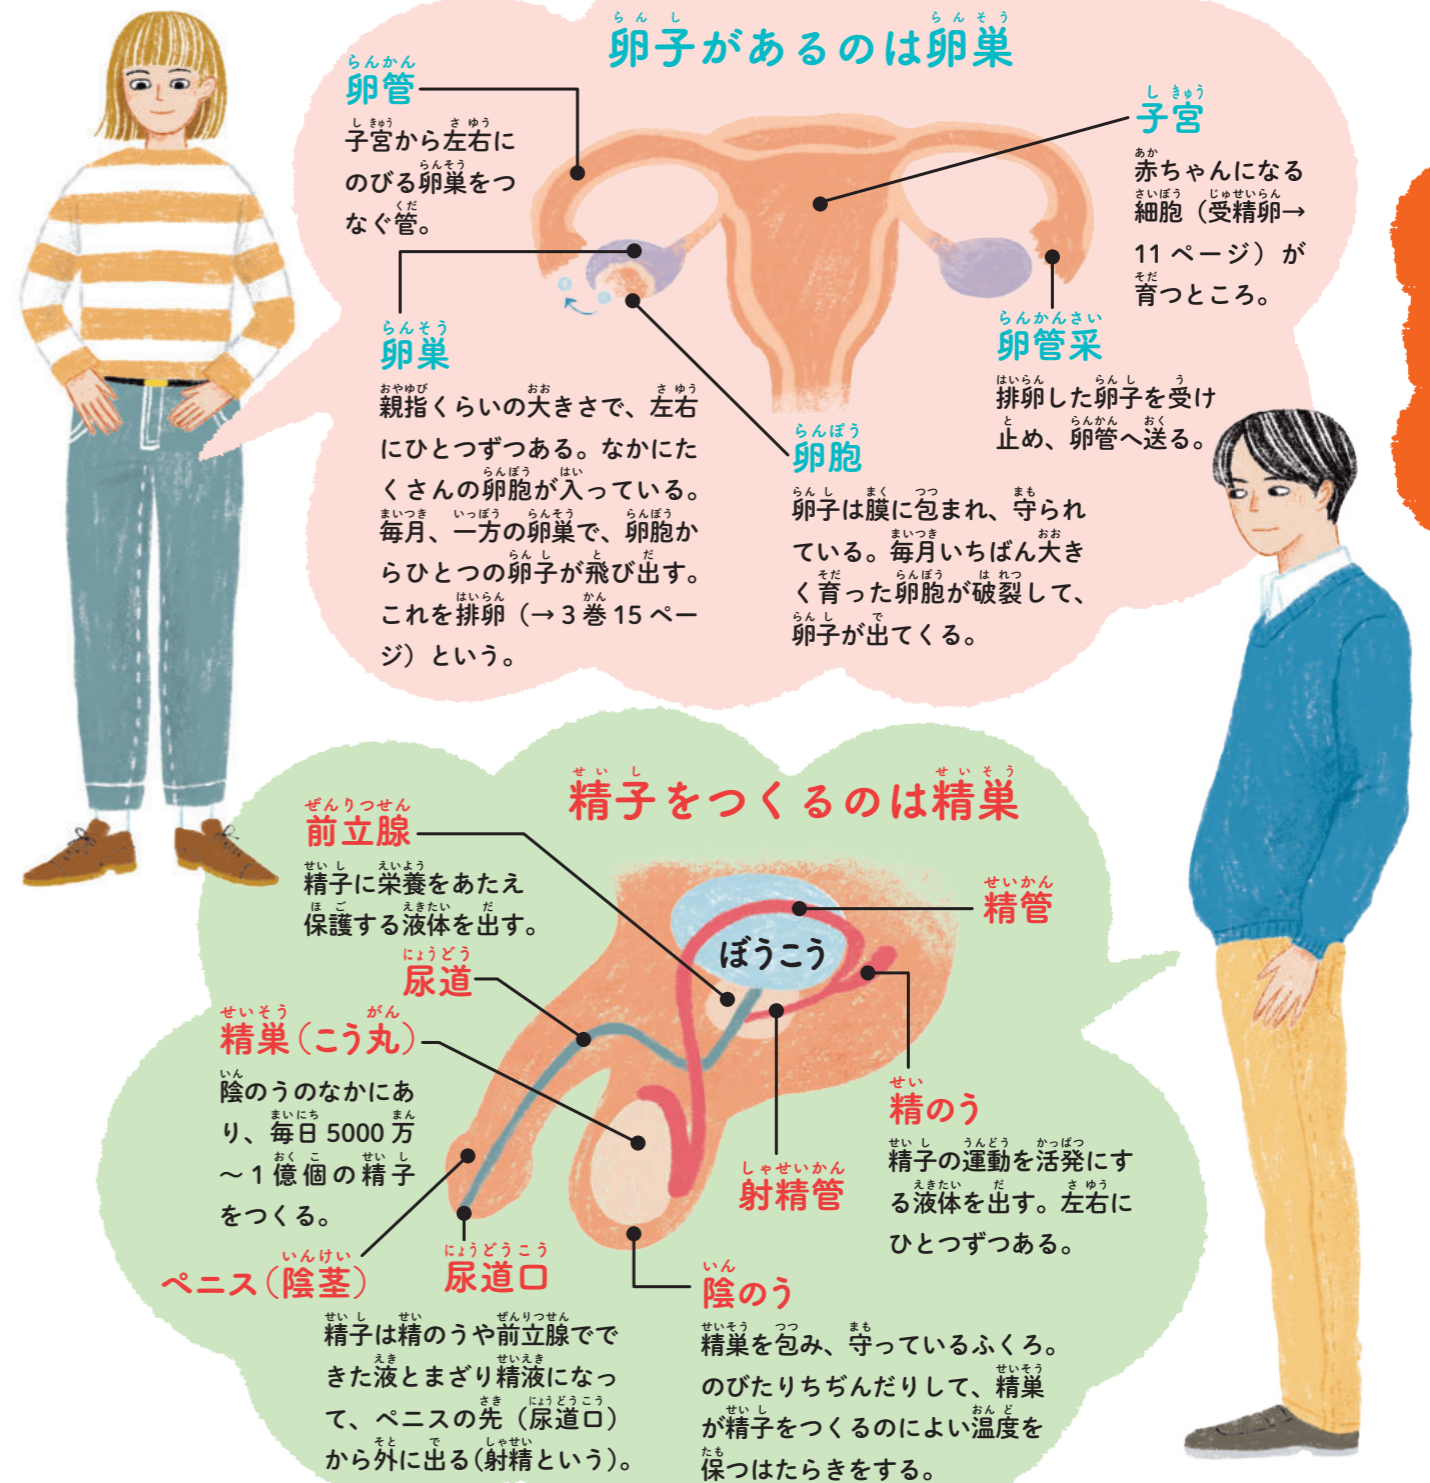 卵子があるのは卵巣
卵管
子宮から左右に
のびる卵巣をつ
なぐ管。
子宮
赤ちゃんになる
細胞（受精卵→
11ページ）が
育つところ。
卵巣
親指くらいの大きさで、左右
にひとつずつある。なかにた
くさんの卵胞が入っている。
毎月、一方の卵巣で、卵胞か
らひとつの卵子が飛び出す。
これを排卵（→3巻15ペー
ジ）という。
卵管采
排卵した卵子を受け
止め、卵管へ送る。
卵胞
卵子は膜に包まれ、守られ
ている。毎月いちばん大き
く育った卵胞が破裂して、
卵子が出てくる。
精子をつくるのは精巣
前立腺
精子に栄養をあたえ
保護する液体を出す。
精管
ぼうこう
尿道
精巣（こう丸）
陰のうのなかにあ
り、毎日5000万
～1億個の精子
をつくる。
精のう
精子の運動を活発にす
る液体を出す。左右に
ひとつずつある。
射精管
ペニス（陰茎）
尿道口
精子は精のうや前立腺でで
きた液とまざり精液になっ
て、ペニスの先（尿道口）
から外に出る（射精という）。
陰のう
精巣を包み、守っているふくろ。
のびたりちぢんだりして、精巣
が精子をつくるのによい温度を
保つはたらきをする。